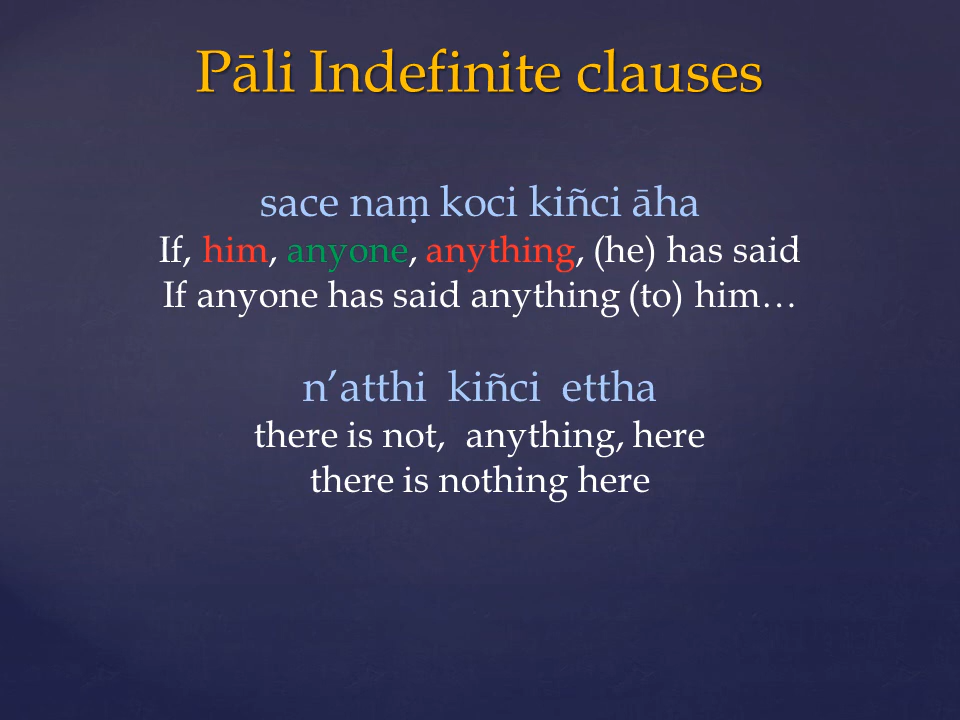 Pāli Indefinite clauses
sace naṃ koci kiñci āha
If, him, anyone, anything, (he) has said
If anyone has said anything (to) him…
n’atthi kiñci ettha
there is not, anything, here
there is nothing here